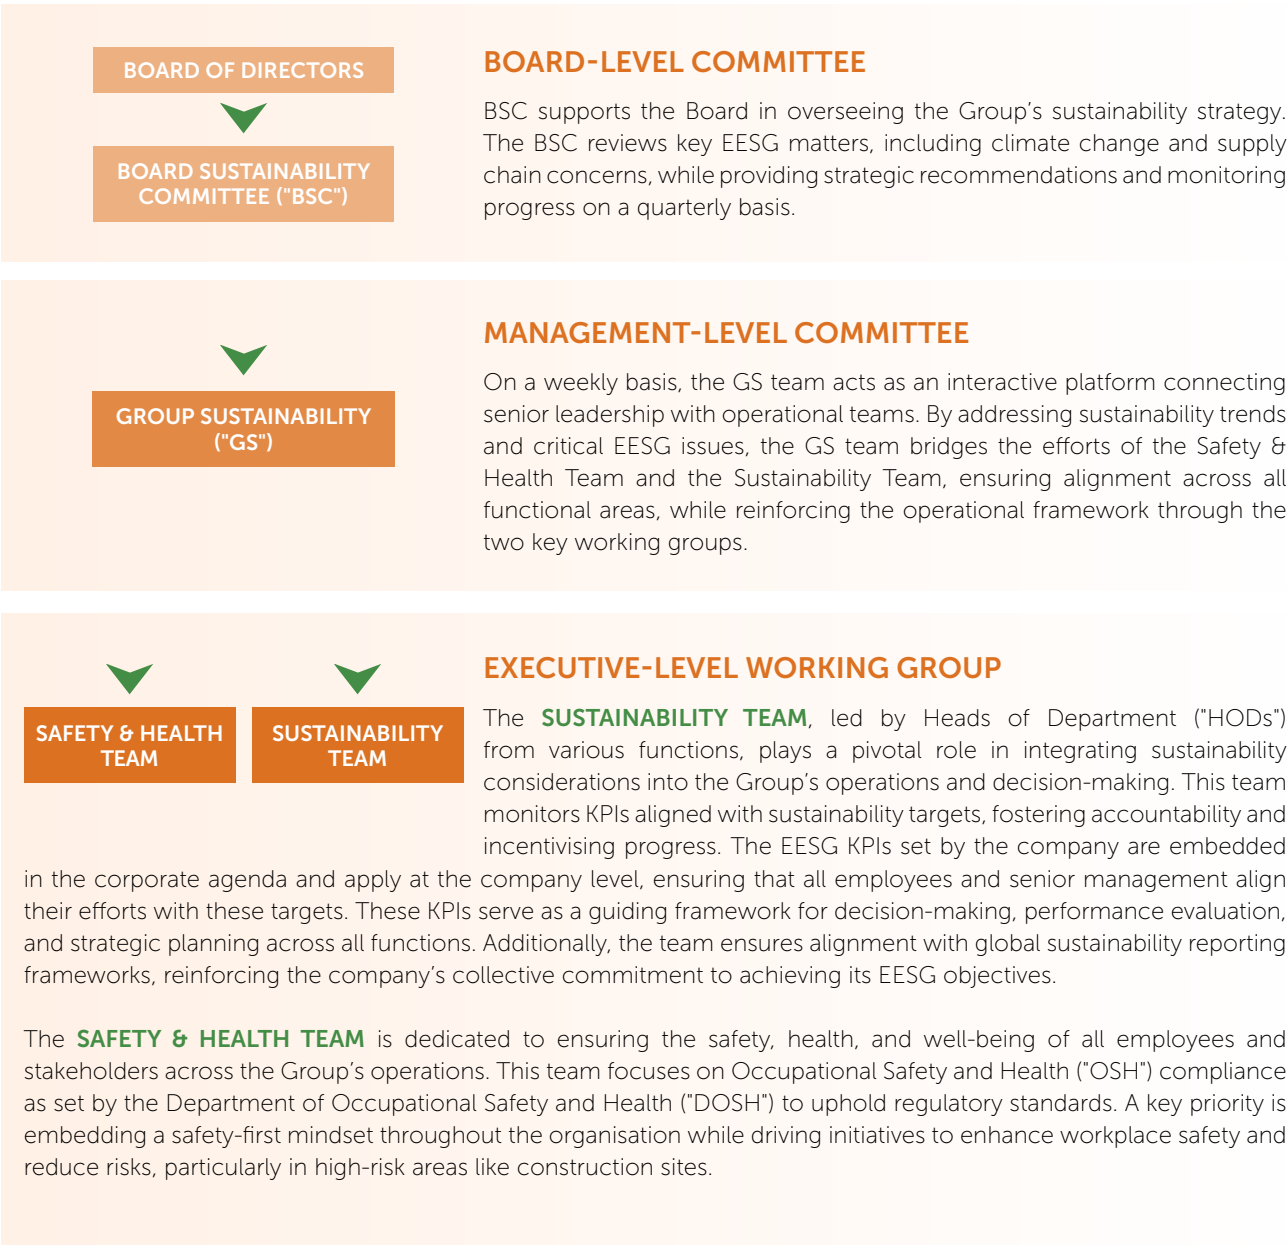 BOARD OF DIRECTORS
BOARD SUSTAINABILITY
COMMITTEE ("BSC")
BOARD-LEVEL COMMITTEE
BSC supports the Board in overseeing the Group’s sustainability strategy.
The BSC reviews key EESG matters, including climate change and supply
chain concerns, while providing strategic recommendations and monitoring
progress on a quarterly basis.
GROUP SUSTAINABILITY
("GS")
MANAGEMENT-LEVEL COMMITTEE
On a weekly basis, the GS team acts as an interactive platform connecting
senior leadership with operational teams. By addressing sustainability trends
and critical EESG issues, the GS team bridges the efforts of the Safety &
Health Team and the Sustainability Team, ensuring alignment across all
functional areas, while reinforcing the operational framework through the
two key working groups.
SAFETY & HEALTH
TEAM
SUSTAINABILITY
TEAM
EXECUTIVE-LEVEL WORKING GROUP
The SUSTAINABILITY TEAM, led by Heads of Department ("HODs")
from various functions, plays a pivotal role in integrating sustainability
considerations into the Group’s operations and decision-making. This team
monitors KPIs aligned with sustainability targets, fostering accountability and
incentivising progress. The EESG KPIs set by the company are embedded
in the corporate agenda and apply at the company level, ensuring that all employees and senior management align
their efforts with these targets. These KPIs serve as a guiding framework for decision-making, performance evaluation,
and strategic planning across all functions. Additionally, the team ensures alignment with global sustainability reporting
frameworks, reinforcing the company’s collective commitment to achieving its EESG objectives.
The SAFETY & HEALTH TEAM is dedicated to ensuring the safety, health, and well-being of all employees and
stakeholders across the Group’s operations. This team focuses on Occupational Safety and Health ("OSH") compliance
as set by the Department of Occupational Safety and Health ("DOSH") to uphold regulatory standards. A key priority is
embedding a safety-first mindset throughout the organisation while driving initiatives to enhance workplace safety and
reduce risks, particularly in high-risk areas like construction sites.